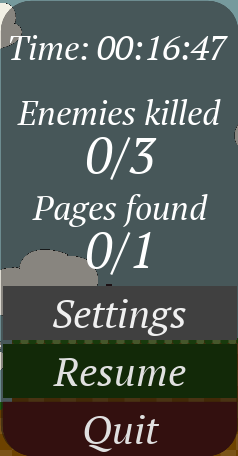 Time: 00:16:47
Enemies killed
0/3
Pages found
0/1
Settings
Resume
Quit